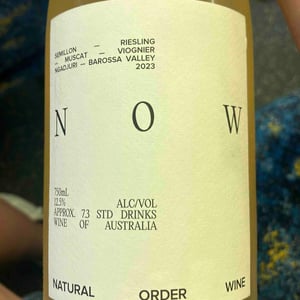 SEMILLON — RIESLING
— MUSCAT — VIOGNIER
NGADJURI — BAROSSA VALLEY
2023
N O W
750mL
12.5% ALC/VOL
APPROX. 7.3 STD DRINKS
WINE OF AUSTRALIA
NATURAL ORDER WINE